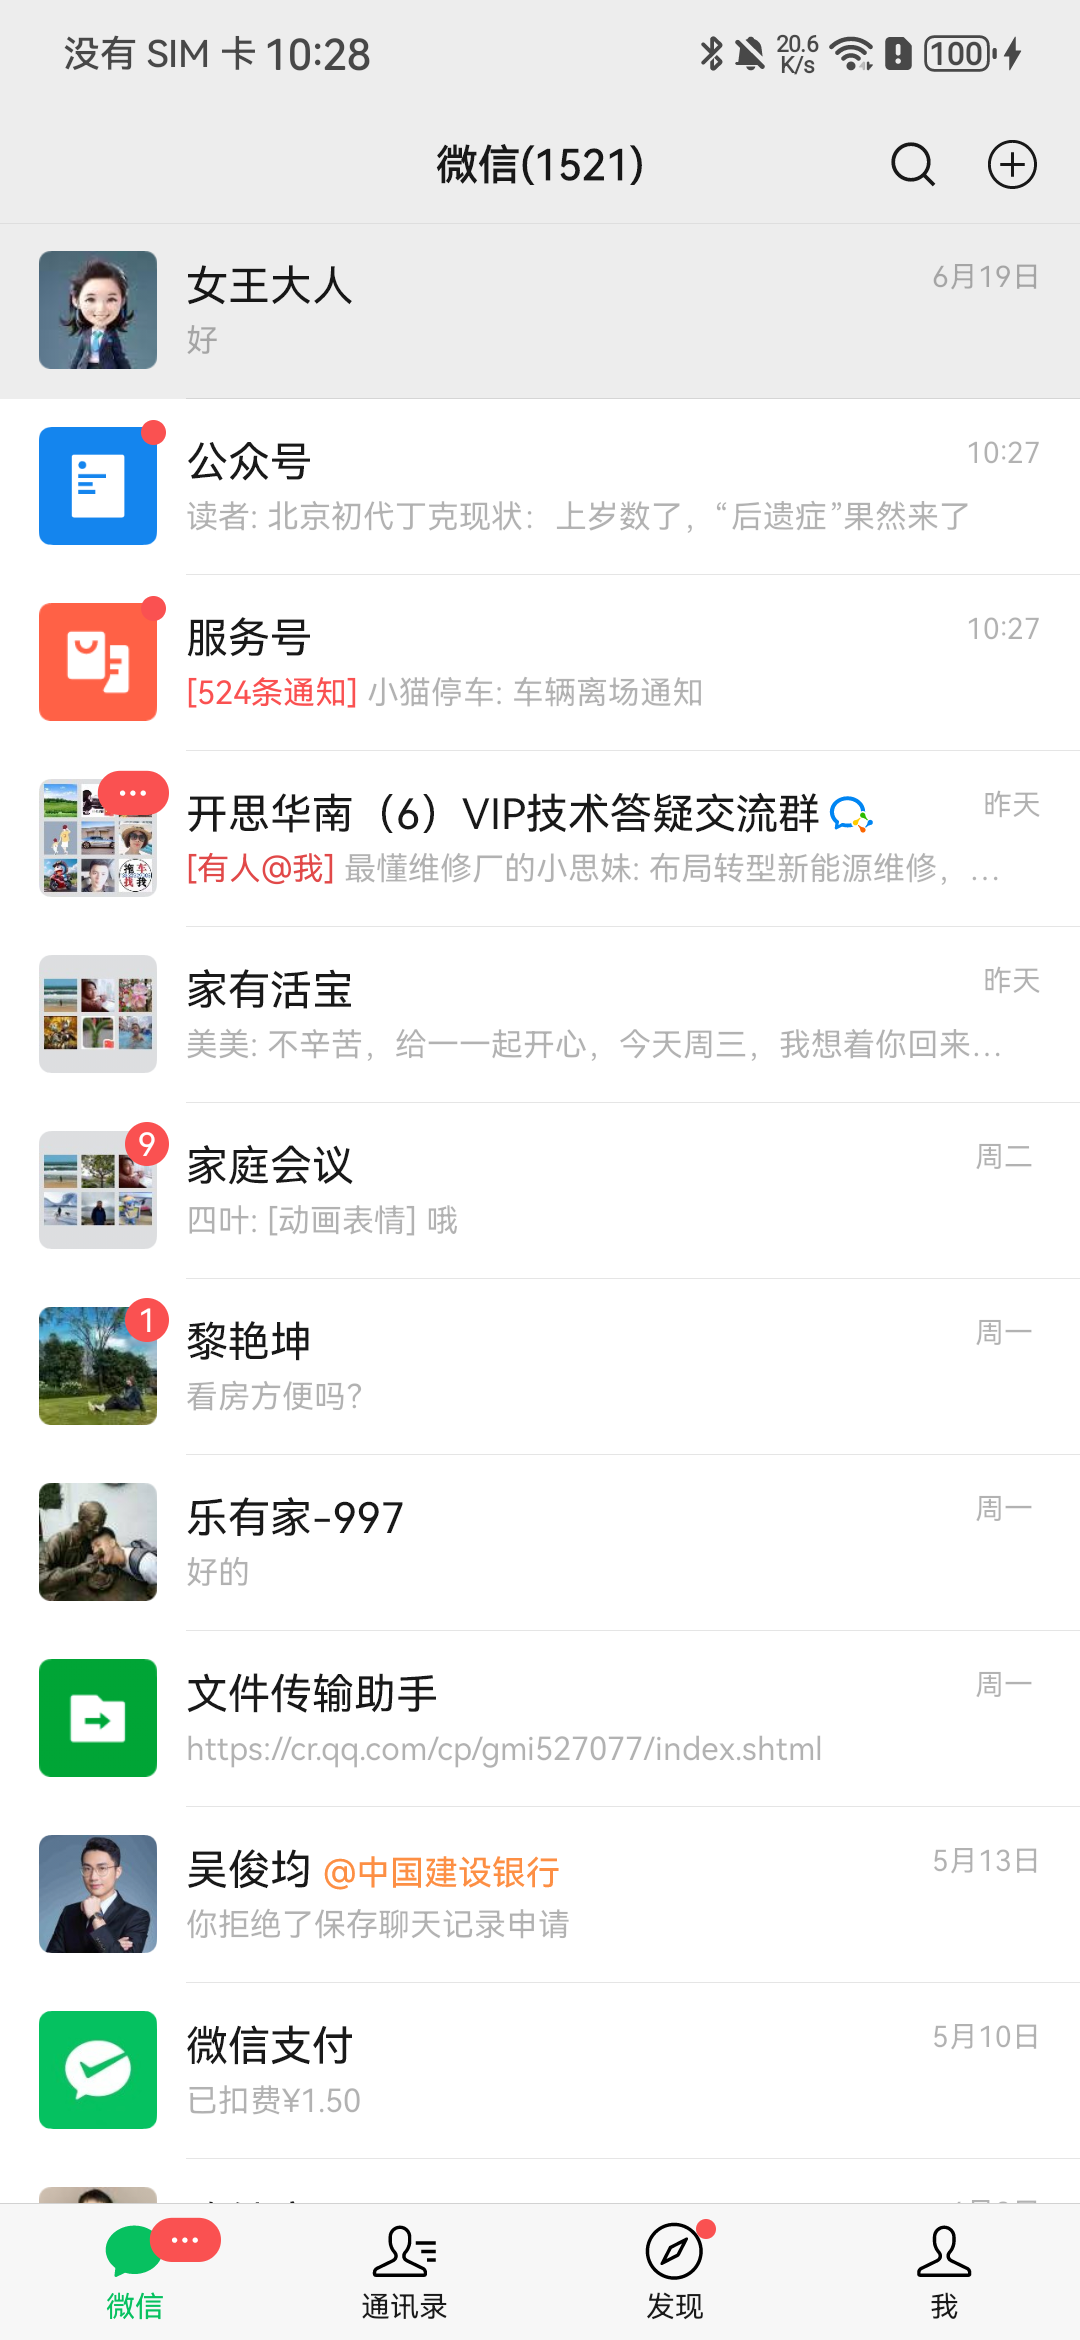 没有 SIM 卡 10:28
20.6 K/s
100
微信(1521)
女王大人
6月19日
好
公众号
10:27
读者: 北京初代丁克现状：上岁数了，“后遗症”果然来了
服务号
10:27
[524条通知] 小猫停车: 车辆离场通知
开思华南（6）VIP技术答疑交流群
昨天
[有人@我] 最懂维修厂的小思妹: 布局转型新能源维修，…
拖车
我我
家有活宝
昨天
美美: 不辛苦，给一一起开心，今天周三，我想着你回来…
9
家庭会议
周二
四叶: [动画表情] 哦
1
黎艳坤
周一
看房方便吗？
乐有家-997
周一
好的
文件传输助手
周一
https://cr.qq.com/cp/gmi527077/index.shtml
吴俊均 @中国建设银行
5月13日
你拒绝了保存聊天记录申请
微信支付
5月10日
已扣费¥1.50
微信
通讯录
发现
我